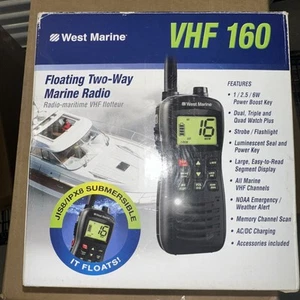 West Marine®
VHF 160
Floating Two-Way
Marine Radio
Radio-maritime VHF flotteur
FEATURES
• 1 / 2.5 / 6W
Power Boost Key
• Dual, Triple and
Quad Watch Plus
• Strobe / Flashlight
• Luminescent Seal and
Power Key
• Large, Easy-to-Read
Segment Display
• All Marine
VHF Channels
• NOAA Emergency /
Weather Alert
• Memory Channel Scan
• AC/DC Charging
• Accessories included
West Marine
16
JIS8/IPX8 SUBMERSIBLE
IT FLOATS!